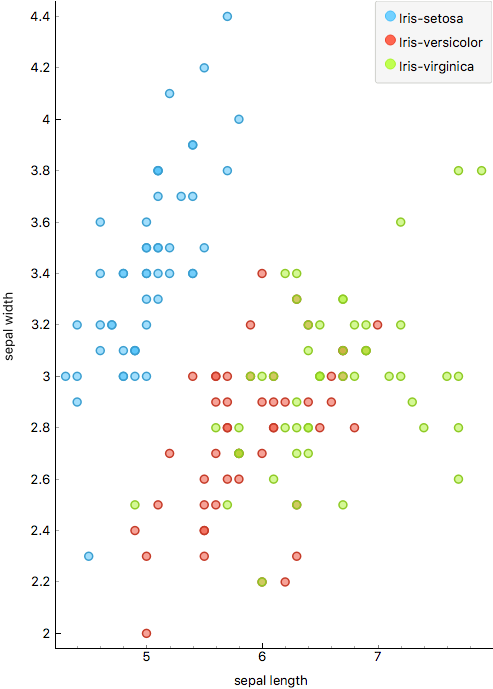 Iris-setosa
Iris-versicolor
Iris-virginica
4.4
4.2
4
3.8
3.6
3.4
3.2
3
2.8
2.6
2.4
2.2
2
sepal width
5 6 7
sepal length